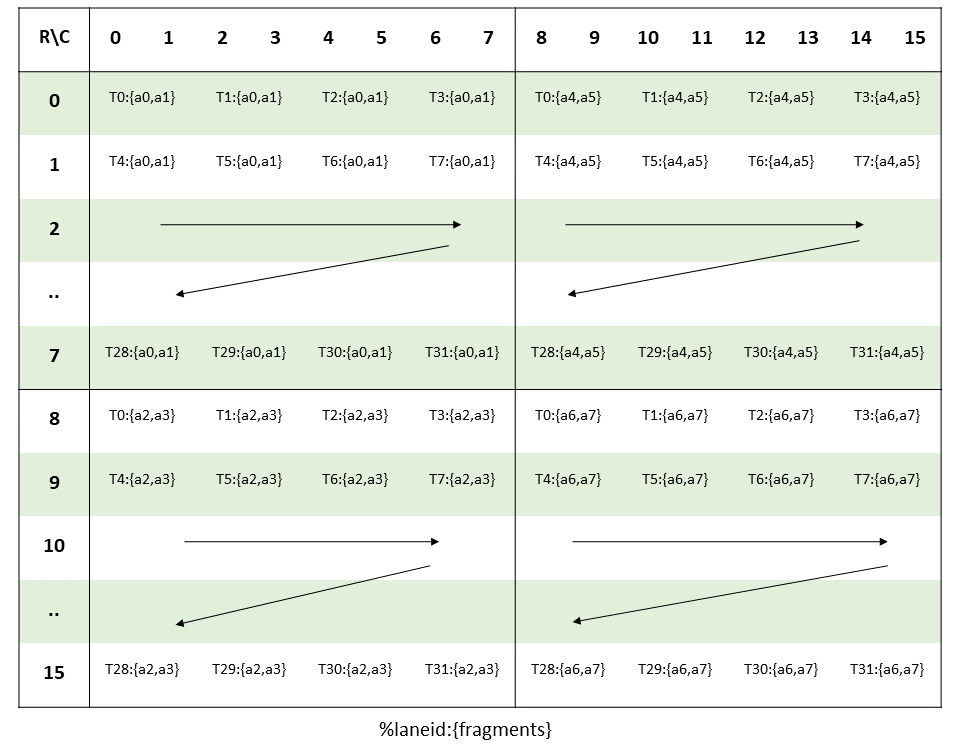 R\C 0 1 2 3 4 5 6 7 8 9 10 11 12 13 14 15
0 T0:{a0,a1} T1:{a0,a1} T2:{a0,a1} T3:{a0,a1} T0:{a4,a5} T1:{a4,a5} T2:{a4,a5} T3:{a4,a5}
1 T4:{a0,a1} T5:{a0,a1} T6:{a0,a1} T7:{a0,a1} T4:{a4,a5} T5:{a4,a5} T6:{a4,a5} T7:{a4,a5}
2
..
7 T28:{a0,a1} T29:{a0,a1} T30:{a0,a1} T31:{a0,a1} T28:{a4,a5} T29:{a4,a5} T30:{a4,a5} T31:{a4,a5}
8 T0:{a2,a3} T1:{a2,a3} T2:{a2,a3} T3:{a2,a3} T0:{a6,a7} T1:{a6,a7} T2:{a6,a7} T3:{a6,a7}
9 T4:{a2,a3} T5:{a2,a3} T6:{a2,a3} T7:{a2,a3} T4:{a6,a7} T5:{a6,a7} T6:{a6,a7} T7:{a6,a7}
10
..
15 T28:{a2,a3} T29:{a2,a3} T30:{a2,a3} T31:{a2,a3} T28:{a6,a7} T29:{a6,a7} T30:{a6,a7} T31:{a6,a7}
%laneid:{fragments}